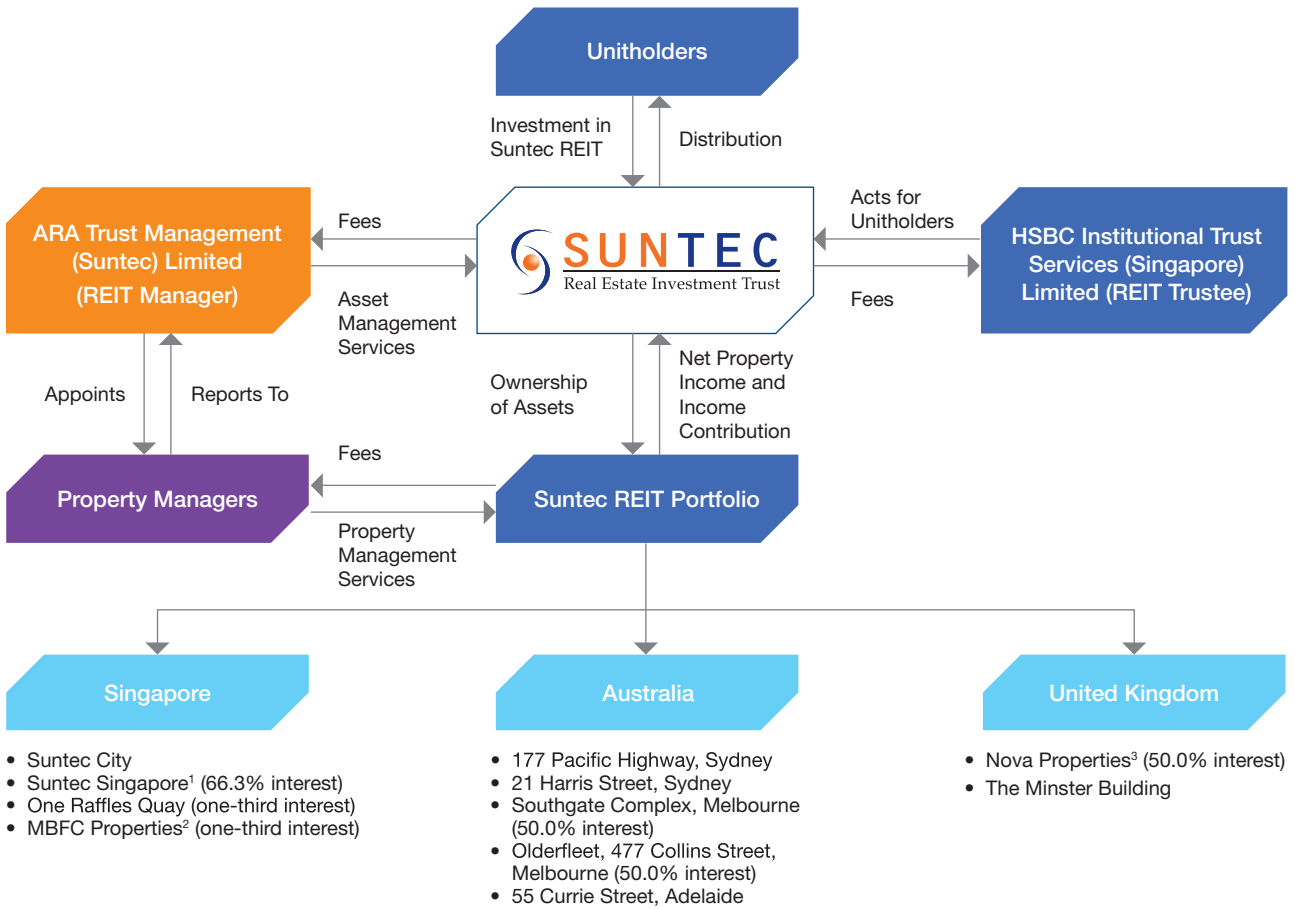 Unitholders
Investment in
Suntec REIT
Distribution
ARA Trust Management
(Suntec) Limited
(REIT Manager)
Fees
Asset
Management
Services
SUNTEC
Real Estate Investment Trust
Acts for
Unitholders
Fees
HSBC Institutional Trust
Services (Singapore)
Limited (REIT Trustee)
Appoints
Reports To
Ownership
of Assets
Net Property
Income and
Income
Contribution
Property Managers
Fees
Property
Management
Services
Suntec REIT Portfolio
Singapore
• Suntec City
• Suntec Singapore¹ (66.3% interest)
• One Raffles Quay (one-third interest)
• MBFC Properties² (one-third interest)
Australia
• 177 Pacific Highway, Sydney
• 21 Harris Street, Sydney
• Southgate Complex, Melbourne
(50.0% interest)
• Olderfleet, 477 Collins Street,
Melbourne (50.0% interest)
• 55 Currie Street, Adelaide
United Kingdom
• Nova Properties³ (50.0% interest)
• The Minster Building